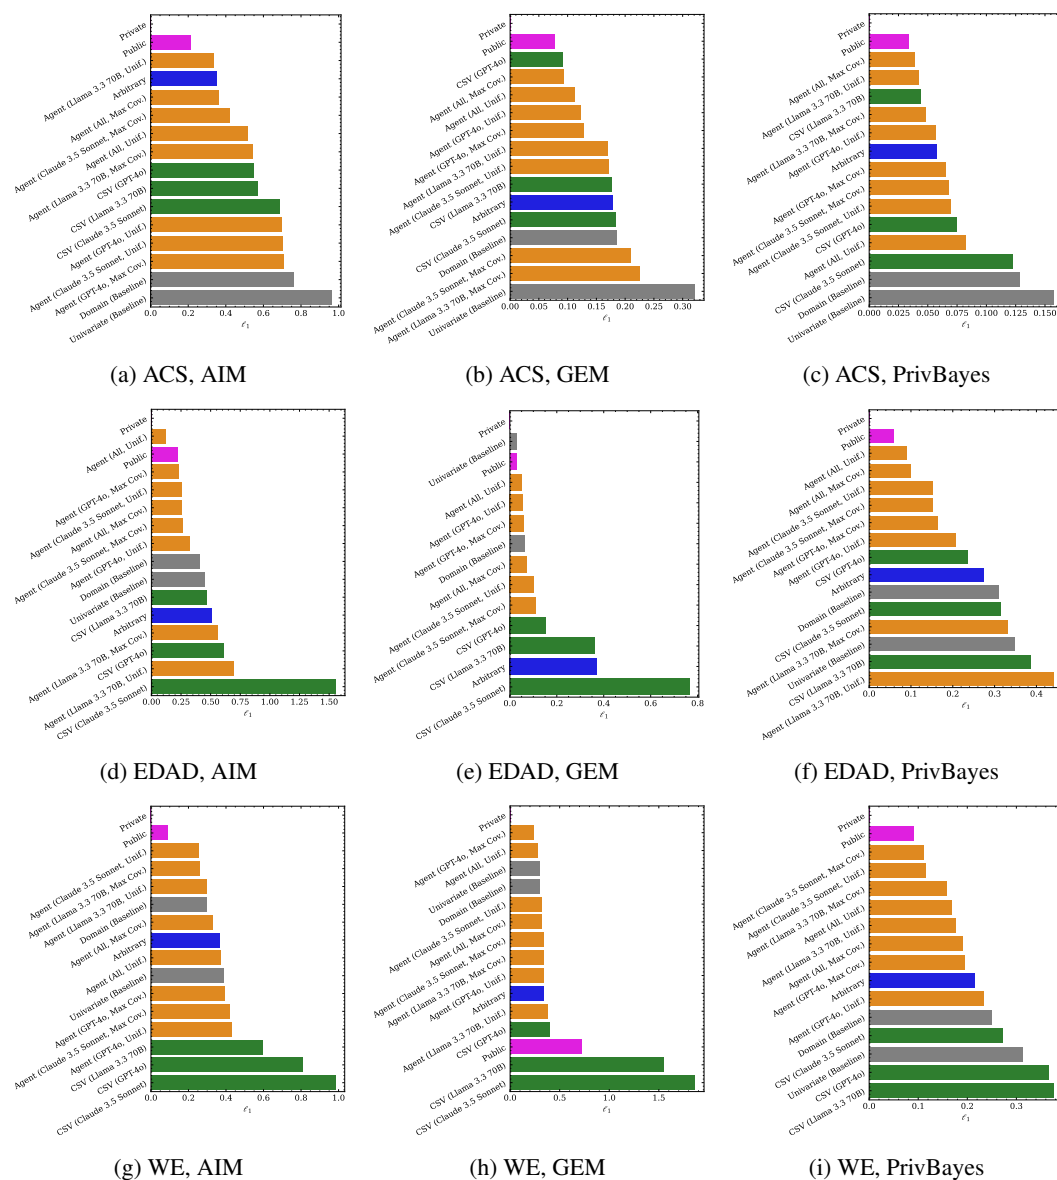 Private
Public
Agent (Llama 3.3 70B, Unif.)
Arbitrary
Agent (All, Max Cov.)
Agent (Claude 3.5 Sonnet, Max Cov.)
Agent (All, Unif.)
Agent (Llama 3.3 70B, Max Cov.)
CSV (GPT-4o)
CSV (Llama 3.3 70B)
CSV (Claude 3.5 Sonnet)
Agent (GPT-4o, Unif.)
Agent (Claude 3.5 Sonnet, Unif.)
Agent (GPT-4o, Max Cov.)
Domain (Baseline)
Univariate (Baseline)
0.0 0.2 0.4 0.6 0.8 1.0
ℓ1
(a) ACS, AIM
Private
Public
CSV (GPT-4o)
Agent (All, Max Cov.)
Agent (All, Unif.)
Agent (GPT-4o, Unif.)
Agent (GPT-4o, Max Cov.)
Agent (Llama 3.3 70B, Unif.)
Agent (Claude 3.5 Sonnet, Unif.)
CSV (Llama 3.3 70B)
Arbitrary
CSV (Claude 3.5 Sonnet)
Domain (Baseline)
Agent (Claude 3.5 Sonnet, Max Cov.)
Agent (Llama 3.3 70B, Max Cov.)
Univariate (Baseline)
0.00 0.05 0.10 0.15 0.20 0.25 0.30
ℓ1
(b) ACS, GEM
Private
Public
Agent (All, Max Cov.)
Agent (Llama 3.3 70B, Unif.)
CSV (Llama 3.3 70B)
Agent (Llama 3.3 70B, Max Cov.)
Agent (GPT-4o, Unif.)
Arbitrary
Agent (GPT-4o, Max Cov.)
Agent (Claude 3.5 Sonnet, Max Cov.)
Agent (Claude 3.5 Sonnet, Unif.)
CSV (GPT-4o)
Agent (All, Unif.)
CSV (Claude 3.5 Sonnet)
Domain (Baseline)
Univariate (Baseline)
0.000 0.025 0.050 0.075 0.100 0.125 0.150
ℓ1
(c) ACS, PrivBayes
Private
Agent (All, Unif.)
Public
Agent (GPT-4o, Max Cov.)
Agent (Claude 3.5 Sonnet, Unif.)
Agent (All, Max Cov.)
Agent (Claude 3.5 Sonnet, Max Cov.)
Agent (GPT-4o, Unif.)
Domain (Baseline)
Univariate (Baseline)
CSV (Llama 3.3 70B)
Arbitrary
Agent (Llama 3.3 70B, Max Cov.)
CSV (GPT-4o)
Agent (Llama 3.3 70B, Unif.)
CSV (Claude 3.5 Sonnet)
0.00 0.25 0.50 0.75 1.00 1.25 1.50
ℓ1
(d) EDAD, AIM
Private
Univariate (Baseline)
Public
Agent (All, Unif.)
Agent (GPT-4o, Unif.)
Agent (GPT-4o, Max Cov.)
Domain (Baseline)
Agent (All, Max Cov.)
Agent (Claude 3.5 Sonnet, Unif.)
Agent (Claude 3.5 Sonnet, Max Cov.)
CSV (GPT-4o)
CSV (Llama 3.3 70B)
Arbitrary
CSV (Claude 3.5 Sonnet)
0.0 0.2 0.4 0.6 0.8
ℓ1
(e) EDAD, GEM
Private
Public
Agent (All, Unif.)
Agent (All, Max Cov.)
Agent (Claude 3.5 Sonnet, Unif.)
Agent (Claude 3.5 Sonnet, Max Cov.)
Agent (GPT-4o, Max Cov.)
Agent (GPT-4o, Unif.)
CSV (GPT-4o)
Arbitrary
Domain (Baseline)
CSV (Claude 3.5 Sonnet)
Agent (Llama 3.3 70B, Max Cov.)
Univariate (Baseline)
CSV (Llama 3.3 70B)
Agent (Llama 3.3 70B, Unif.)
0.0 0.1 0.2 0.3 0.4
ℓ1
(f) EDAD, PrivBayes
Private
Public
Agent (Claude 3.5 Sonnet, Unif.)
Agent (Llama 3.3 70B, Max Cov.)
Agent (Llama 3.3 70B, Unif.)
Domain (Baseline)
Agent (All, Max Cov.)
Arbitrary
Agent (All, Unif.)
Univariate (Baseline)
Agent (GPT-4o, Max Cov.)
Agent (Claude 3.5 Sonnet, Max Cov.)
Agent (GPT-4o, Unif.)
CSV (Llama 3.3 70B)
CSV (GPT-4o)
CSV (Claude 3.5 Sonnet)
0.0 0.2 0.4 0.6 0.8 1.0
ℓ1
(g) WE, AIM
Private
Agent (GPT-4o, Max Cov.)
Agent (All, Unif.)
Univariate (Baseline)
Domain (Baseline)
Agent (Claude 3.5 Sonnet, Unif.)
Agent (All, Max Cov.)
Agent (Claude 3.5 Sonnet, Max Cov.)
Agent (Llama 3.3 70B, Max Cov.)
Agent (GPT-4o, Unif.)
Arbitrary
Agent (Llama 3.3 70B, Unif.)
CSV (GPT-4o)
Public
CSV (Llama 3.3 70B)
CSV (Claude 3.5 Sonnet)
0.0 0.5 1.0 1.5
ℓ1
(h) WE, GEM
Private
Public
Agent (Claude 3.5 Sonnet, Max Cov.)
Agent (Claude 3.5 Sonnet, Unif.)
Agent (Llama 3.3 70B, Max Cov.)
Agent (All, Unif.)
Agent (Llama 3.3 70B, Unif.)
Agent (All, Max Cov.)
Agent (GPT-4o, Max Cov.)
Arbitrary
Agent (GPT-4o, Unif.)
Domain (Baseline)
CSV (Claude 3.5 Sonnet)
Univariate (Baseline)
CSV (GPT-4o)
CSV (Llama 3.3 70B)
0.0 0.1 0.2 0.3
ℓ1
(i) WE, PrivBayes